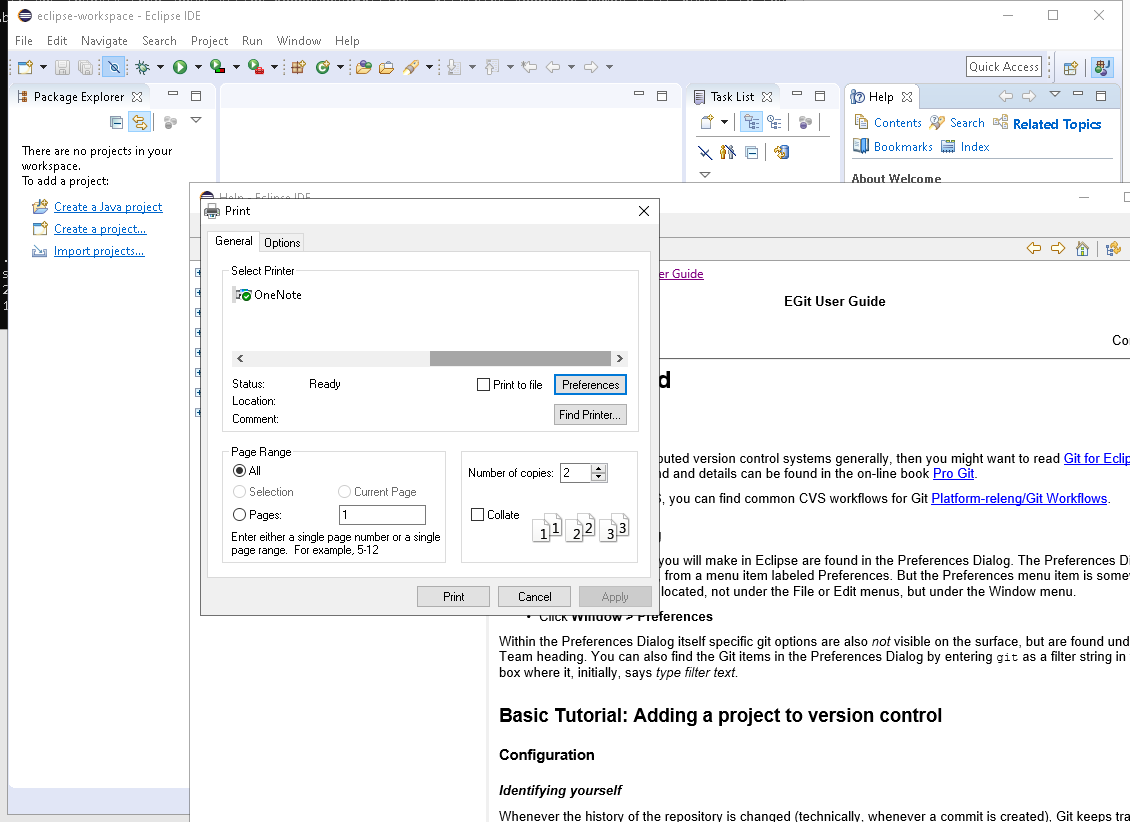 eclipse-workspace - Eclipse IDE
File Edit Navigate Search Project Run Window Help
Quick Access
Package Explorer
Task List
Help
Contents Search Related Topics
Bookmarks Index
About Welcome
There are no projects in your
workspace.
To add a project:
Create a Java project
Create a project...
Import projects...
Help - Eclipse IDE
Print
General Options
Select Printer
OneNote
Status: Ready
Location:
Comment:
Print to file
Preferences
Find Printer...
Page Range
All
Selection Current Page
Pages: 1
Enter either a single page number or a single
page range. For example, 5-12
Number of copies: 2
Collate
1 1 2 2 3 3
Print Cancel Apply
er Guide
EGit User Guide
Co
d
buted version control systems generally, then you might want to read Git for Eclip
d and details can be found in the on-line book Pro Git.
S, you can find common CVS workflows for Git Platform-releng/Git Workflows.
you will make in Eclipse are found in the Preferences Dialog. The Preferences D
from a menu item labeled Preferences. But the Preferences menu item is somew
located, not under the File or Edit menus, but under the Window menu.
• Click Window > Preferences
Within the Preferences Dialog itself specific git options are also not visible on the surface, but are found und
Team heading. You can also find the Git items in the Preferences Dialog by entering git as a filter string in
box where it, initially, says type filter text.
Basic Tutorial: Adding a project to version control
Configuration
Identifying yourself
Whenever the history of the repository is changed (technically, whenever a commit is created), Git keeps tra